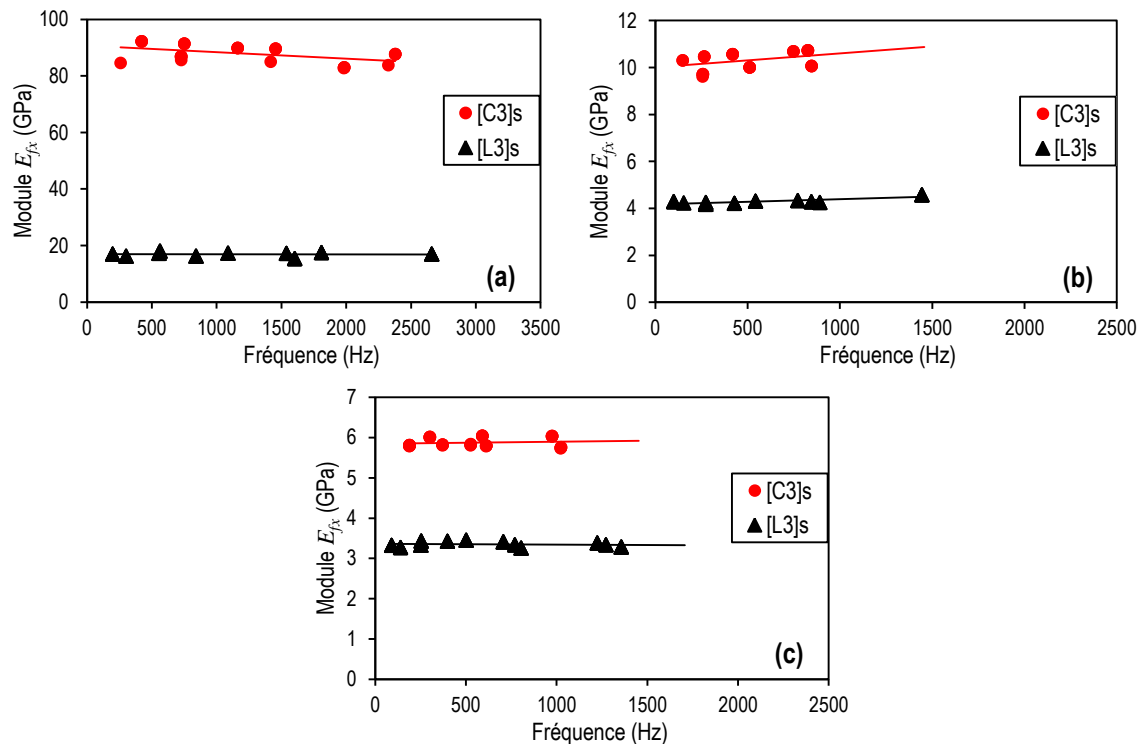 Module E_fx (GPa)
100
80
60
40
20
0
[C3]s
[L3]s
(a)
0 500 1000 1500 2000 2500 3000 3500
Fréquence (Hz)
Module E_fx (GPa)
12
10
8
6
4
2
0
[C3]s
[L3]s
(b)
0 500 1000 1500 2000 2500
Fréquence (Hz)
Module E_fx (GPa)
7
6
5
4
3
2
1
0
[C3]s
[L3]s
(c)
0 500 1000 1500 2000 2500
Fréquence (Hz)